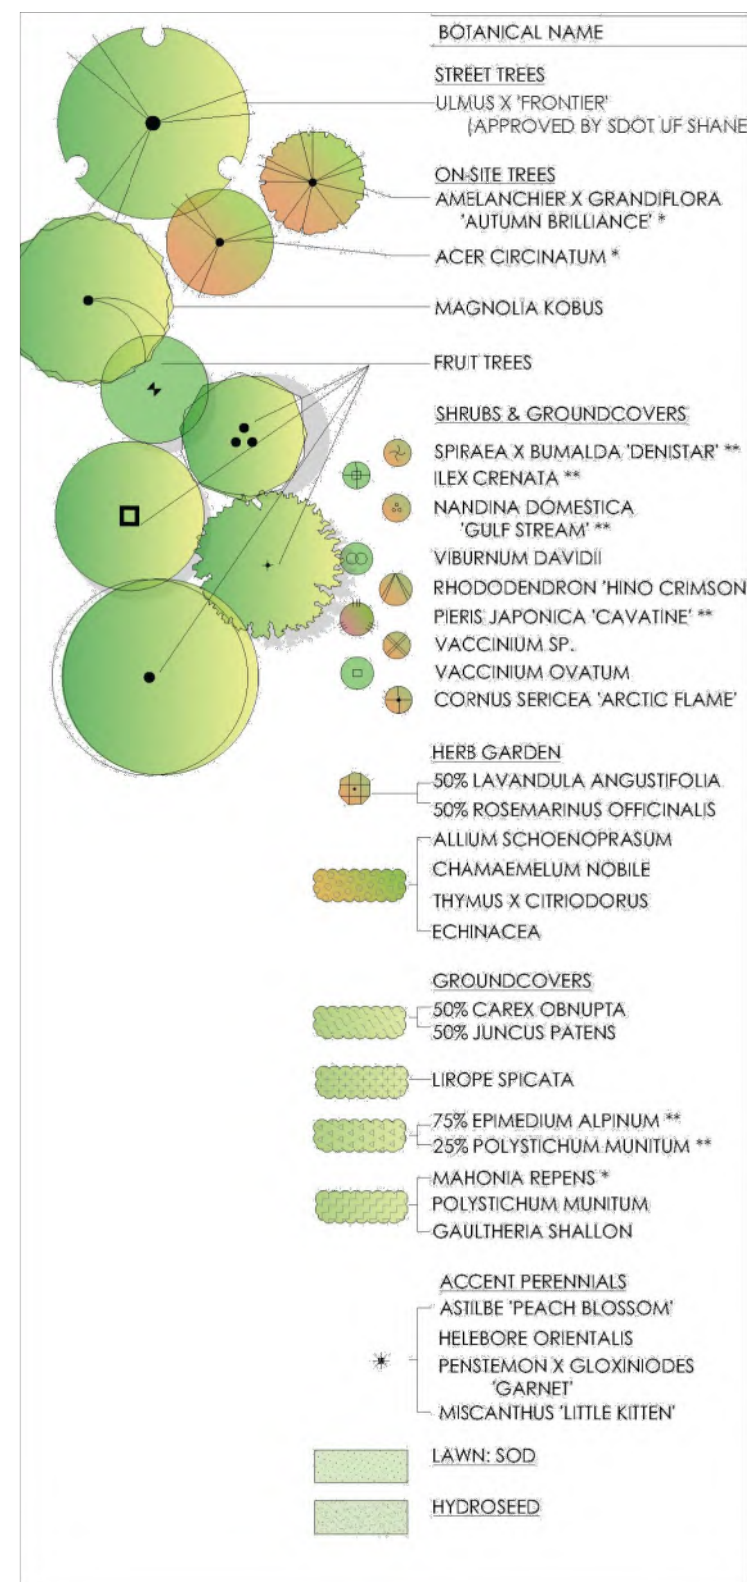 BOTANICAL NAME
STREET TREES
ULMUS X 'FRONTIER'
(APPROVED BY SDOT UF SHANE
ON-SITE TREES
AMELANCHIER X GRANDIFLORA
'AUTUMN BRILLIANCE' *
ACER CIRCINATUM *
MAGNOLIA KOBUS
FRUIT TREES
SHRUBS & GROUNDCOVERS
SPIRAEA X BUMALDA 'DENISTAR' **
ILEX CRENATA **
NANDINA DOMESTICA
'GULF STREAM' **
VIBURNUM DAVIDII
RHODODENDRON 'HINO CRIMSON
PIERIS JAPONICA 'CAVATINE' **
VACCINIUM SP.
VACCINIUM OVATUM
CORNUS SERICEA 'ARCTIC FLAME'
HERB GARDEN
50% LAVANDULA ANGUSTIFOLIA
50% ROSEMARINUS OFFICINALIS
ALLIUM SCHOENOPRASUM
CHAMAEMELUM NOBILE
THYMUS X CITRIODORUS
ECHINACEA
GROUNDCOVERS
50% CAREX OBNUPTA
50% JUNCUS PATENS
LIROPE SPICATA
75% EPIMEDIUM ALPINUM **
25% POLYSTICHUM MUNITUM **
MAHONIA REPENS *
POLYSTICHUM MUNITUM
GAULTHERIA SHALLON
ACCENT PERENNIALS
ASTILBE 'PEACH BLOSSOM'
HELEBORE ORIENTALIS
PENSTEMON X GLOXINIODES
'GARNET'
MISCANTHUS 'LITTLE KITTEN'
LAWN: SOD
HYDROSEED